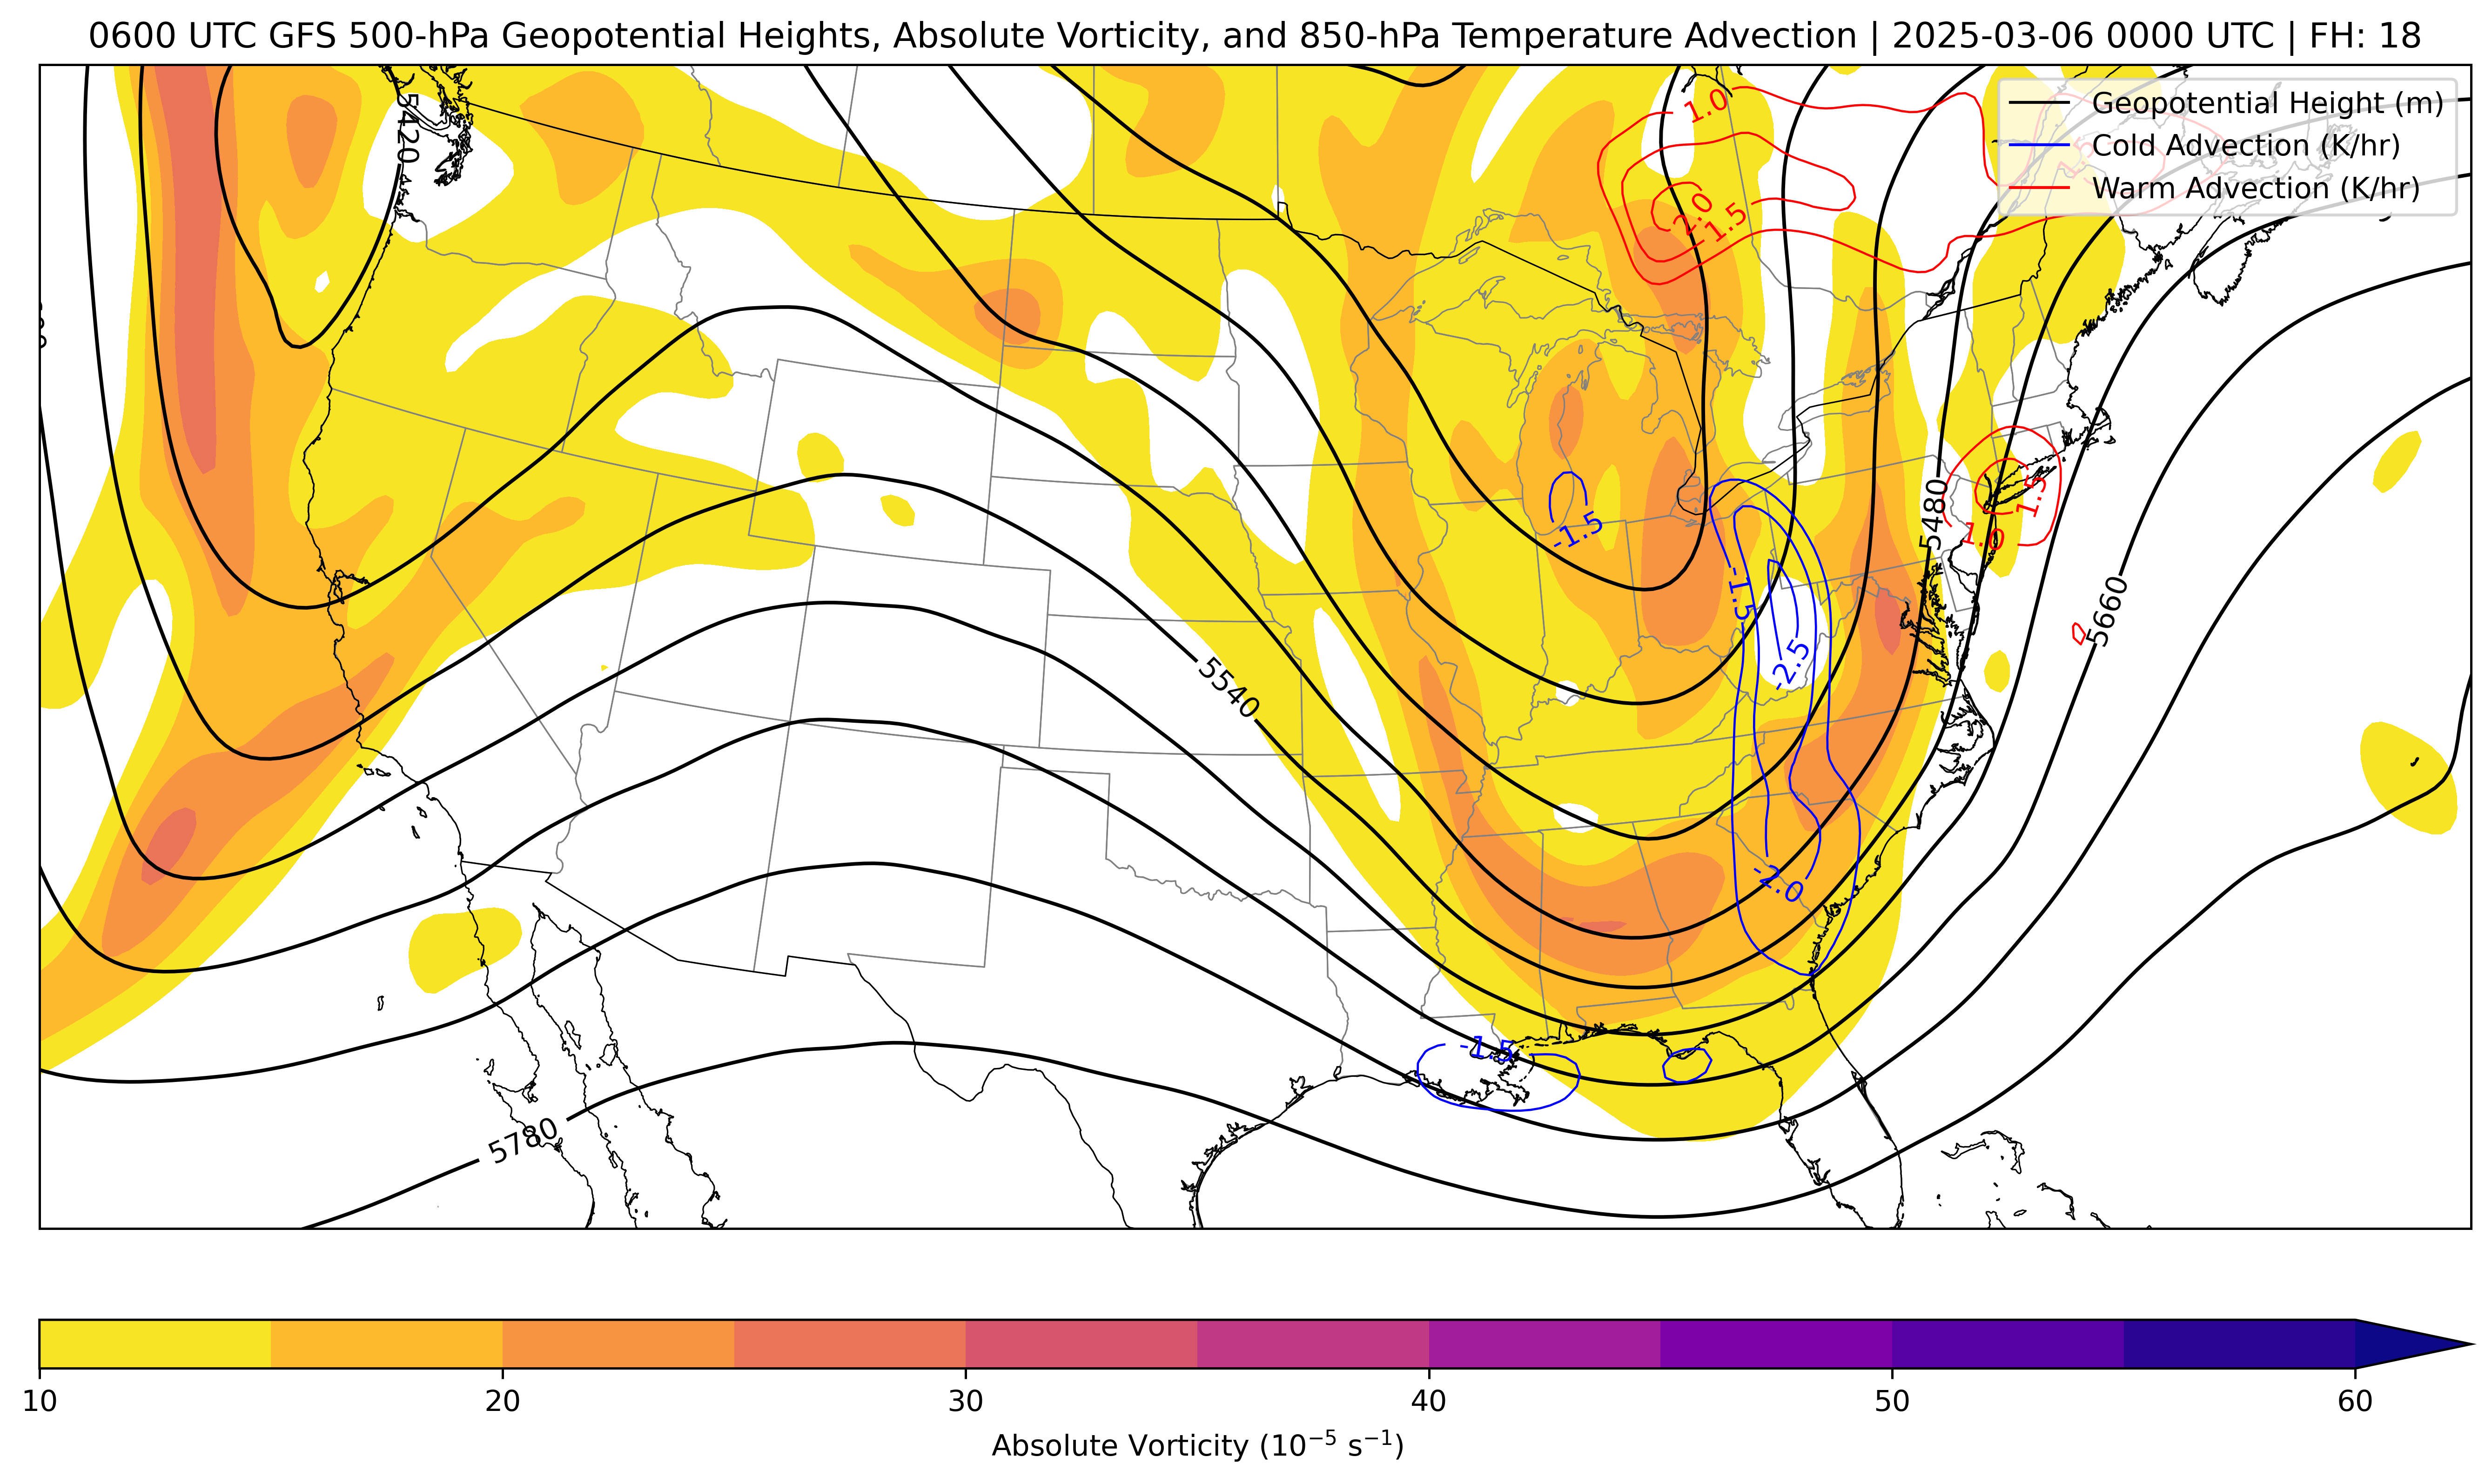 0600 UTC GFS 500-hPa Geopotential Heights, Absolute Vorticity, and 850-hPa Temperature Advection | 2025-03-06 0000 UTC | FH: 18
Geopotential Height (m)
Cold Advection (K/hr)
Warm Advection (K/hr)
5420
1.0
2.0
1.5
5480
1.5
1.0
-1.5
-1.5
-2.5
5660
5540
-2.0
-1.5
5780
10 20 30 40 50 60
Absolute Vorticity (10⁻⁵ s⁻¹)